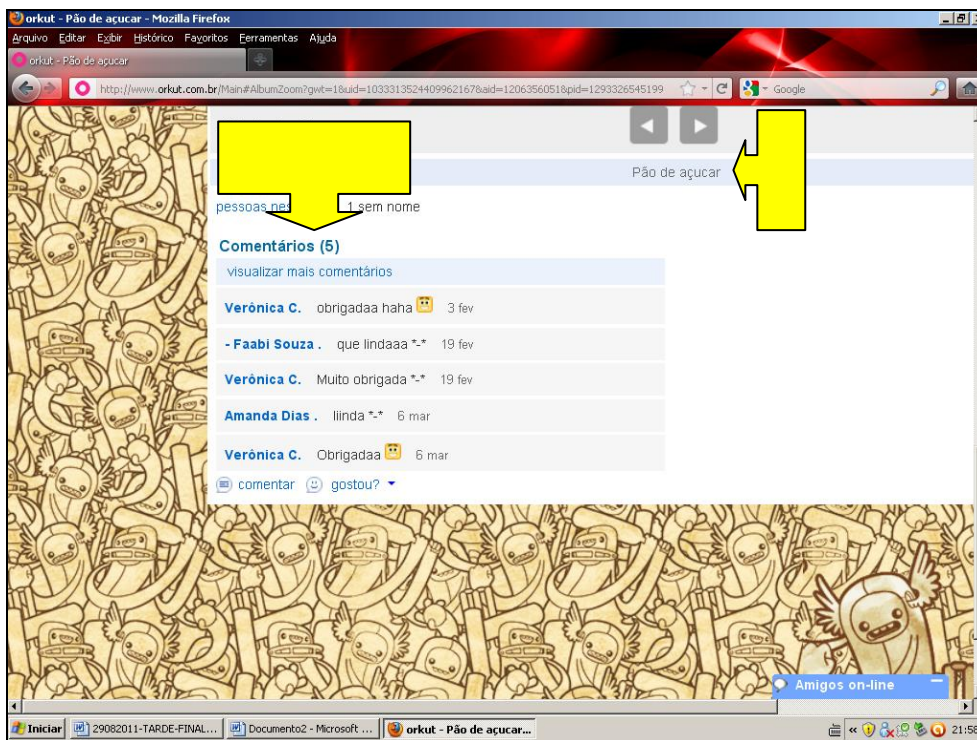 orkut - Pão de açucar - Mozilla Firefox
Arquivo Editar Exibir Histórico Favoritos Ferramentas Ajuda
orkut - Pão de açucar
http://www.orkut.com.br/Main#AlbumZoom?gwt=1&uid=10333135244099621678&aid=1206356051&pid=1293326545199
Google
Pão de açucar
pessoas 1 sem nome
Comentários (5)
visualizar mais comentários
Verônica C. obrigadaa haha 3 fev
- Faabi Souza . que lindaaa *-* 19 fev
Verônica C. Muito obrigada *-* 19 fev
Amanda Dias . liinda *-* 6 mar
Verônica C. Obrigadaa 6 mar
comentar gostou?
Amigos on-line
Iniciar 29082011-TARDE-FINAL... Documento2 - Microsoft ... orkut - Pão de açucar... 21:58